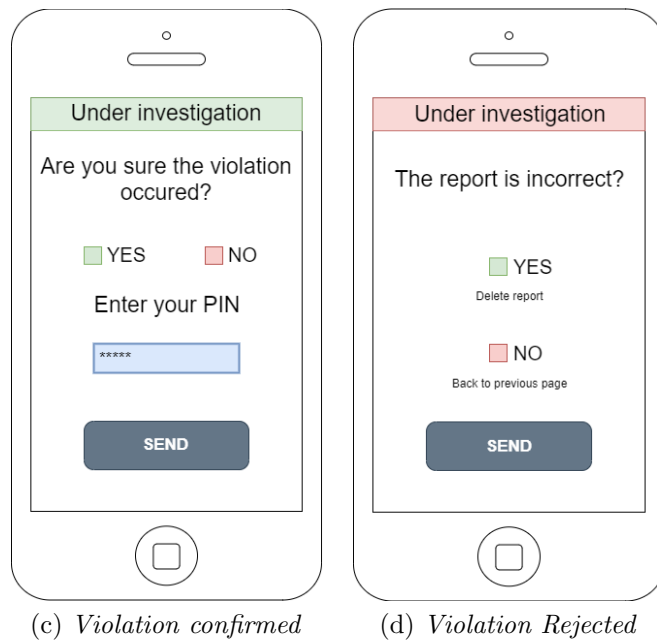 Under investigation
Are you sure the violation
occured?
YES NO
Enter your PIN
*****
SEND
(c) Violation confirmed
Under investigation
The report is incorrect?
YES
Delete report
NO
Back to previous page
SEND
(d) Violation Rejected